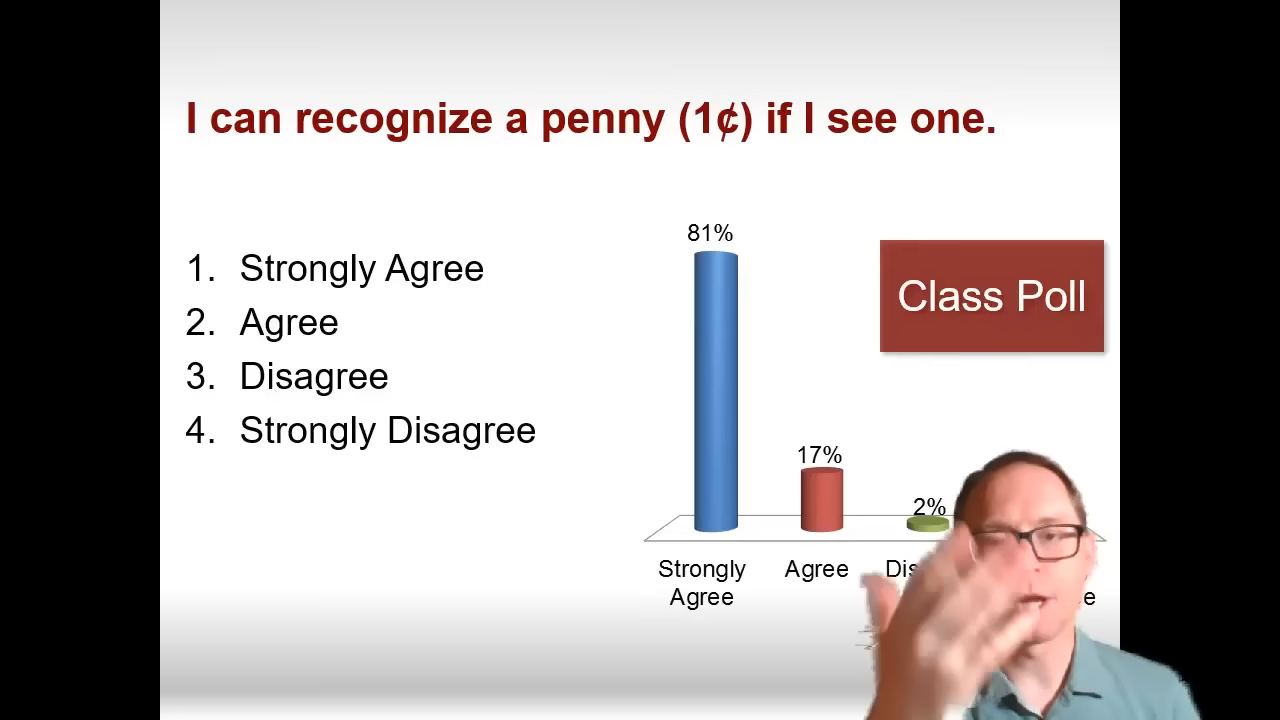 I can recognize a penny (1¢) if I see one.
1. Strongly Agree
2. Agree
3. Disagree
4. Strongly Disagree
81%
Class Poll
17%
2%
Strongly Agree
Agree